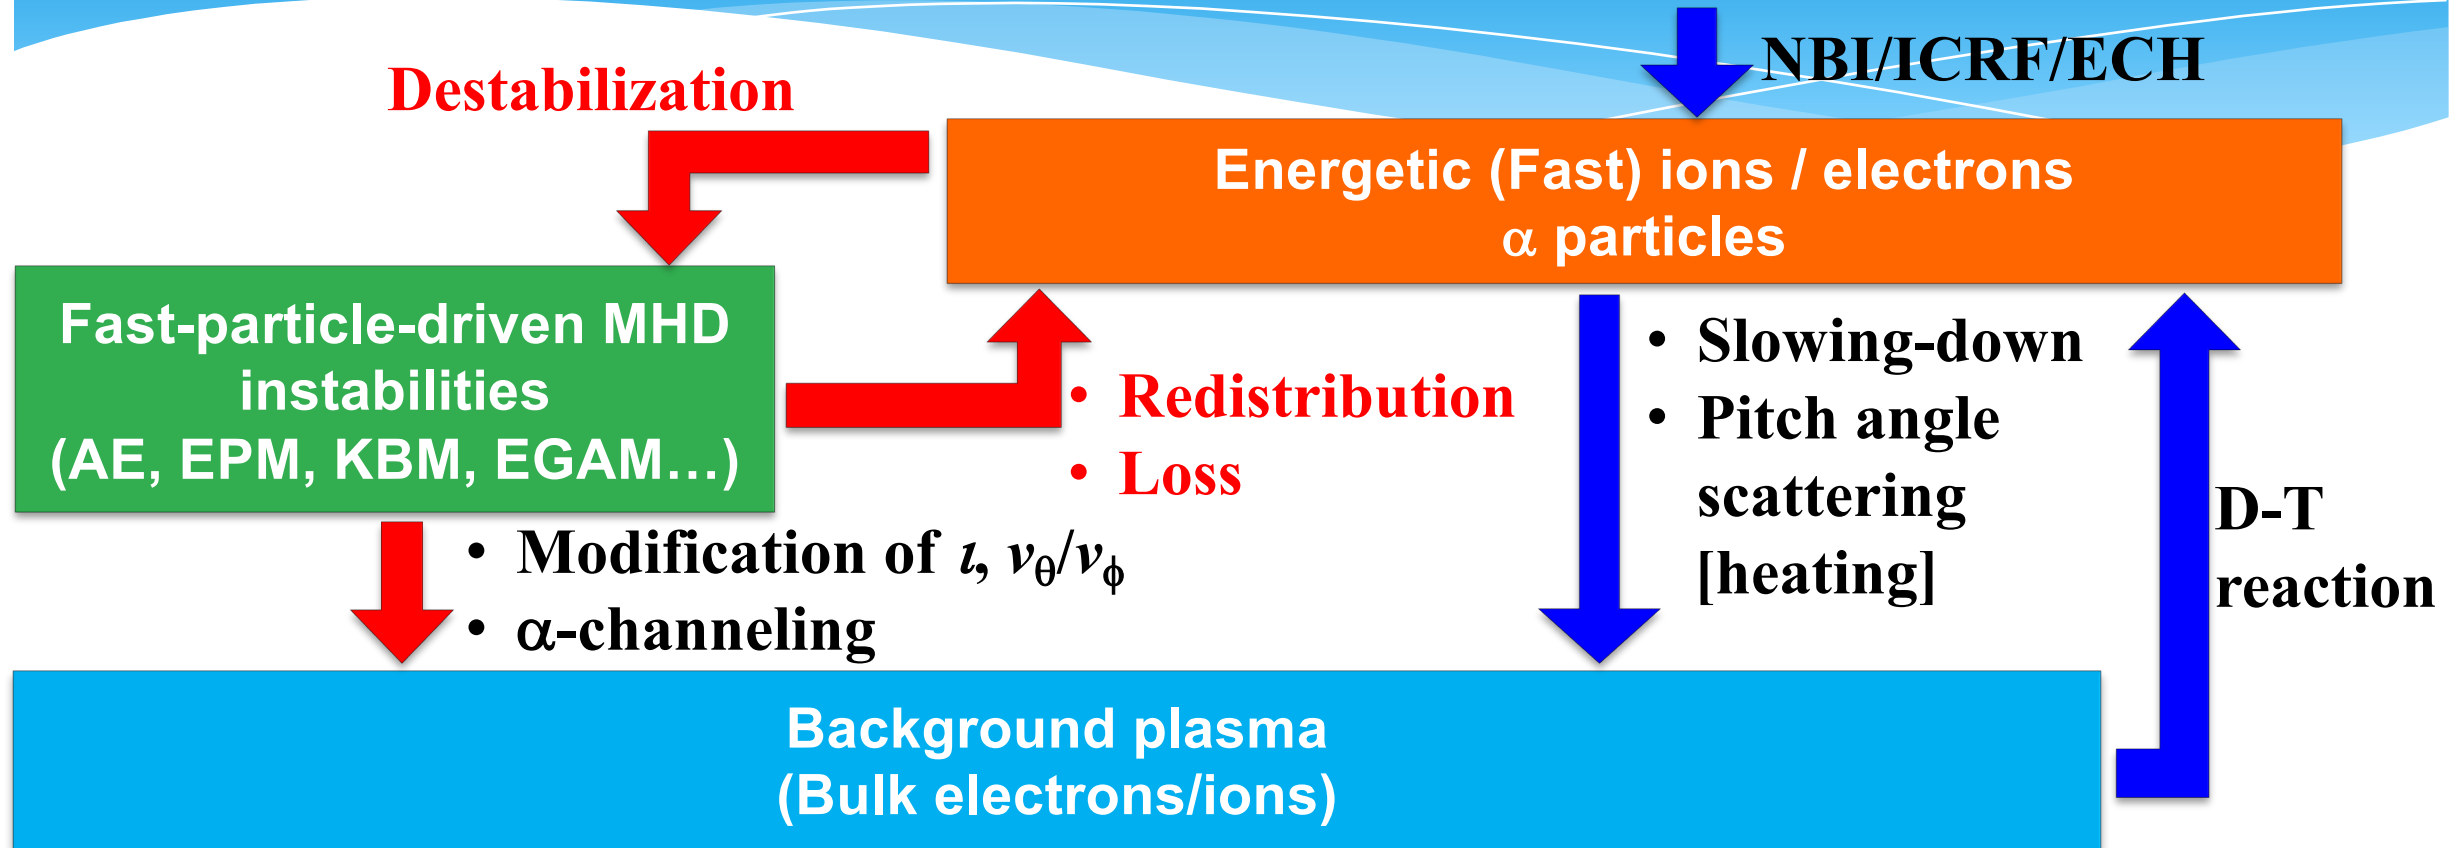 NBI/ICRF/ECH
Destabilization
Energetic (Fast) ions / electrons
α particles
Fast-particle-driven MHD
instabilities
(AE, EPM, KBM, EGAM…)
• Redistribution
• Loss
• Slowing-down
• Pitch angle
scattering
[heating]
D-T
reaction
• Modification of ι, vθ/vϕ
• α-channeling
Background plasma
(Bulk electrons/ions)